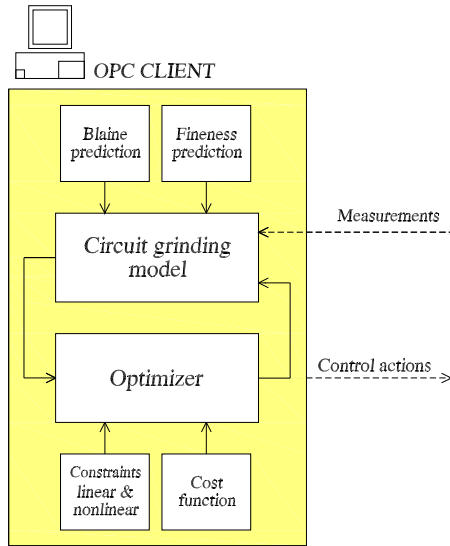 OPC CLIENT
Blaine
prediction
Fineness
prediction
Measurements
Circuit grinding
model
Control actions
Optimizer
Constraints
linear &
nonlinear
Cost
function